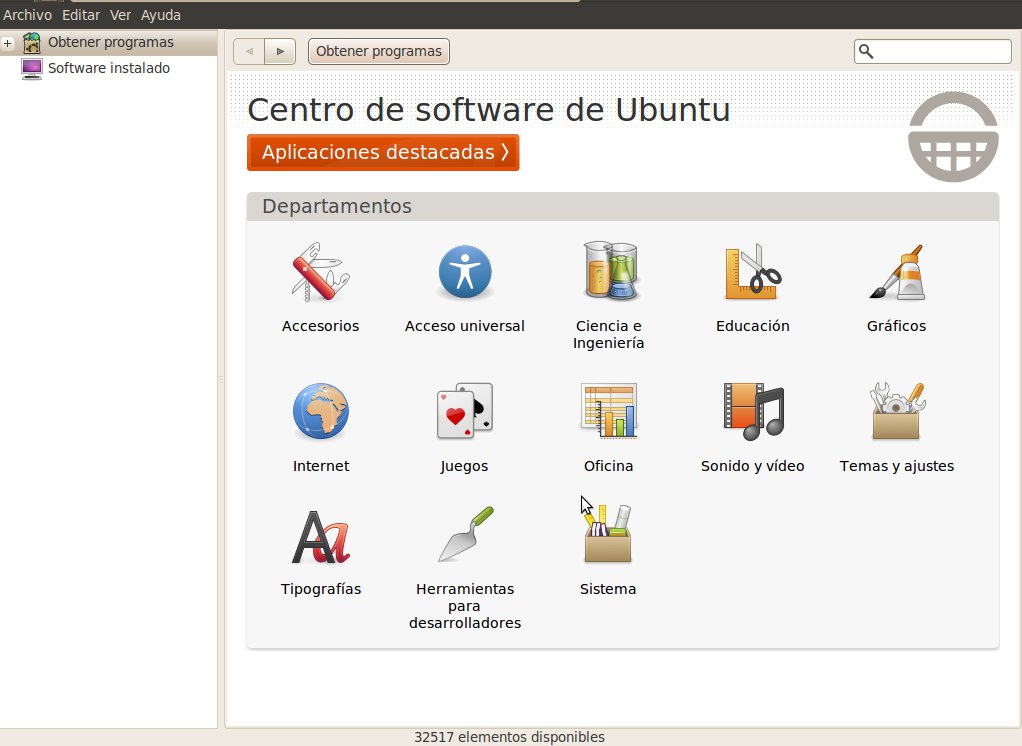 Archivo Editar Ver Ayuda
Obtener programas
Software instalado
Obtener programas
Centro de software de Ubuntu
Aplicaciones destacadas
Departamentos
Accesorios
Acceso universal
Ciencia e
Ingeniería
Educación
Gráficos
Internet
Juegos
Oficina
Sonido y vídeo
Temas y ajustes
Tipografías
Herramientas
para
desarrolladores
Sistema
32517 elementos disponibles